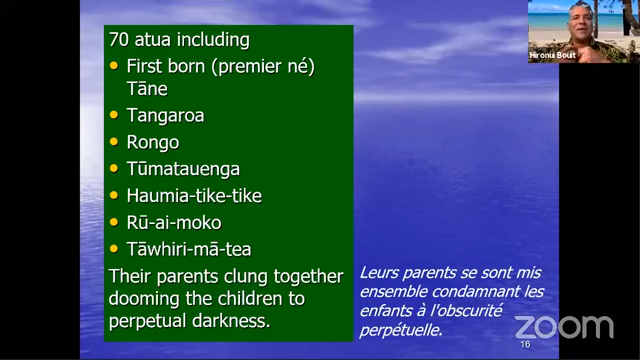 70 atua including
First born (premier né)
Tāne
Tangaroa
Rongo
Tūmatauenga
Haumia-tike-tike
Rū-ai-moko
Tāwhiri-mā-tea
Their parents clung together
dooming the children to
perpetual darkness.
Leurs parents se sont mis
ensemble condamnant les
enfants à l'obscurité
perpétuelle.
Hironui Bouit
zoom
16